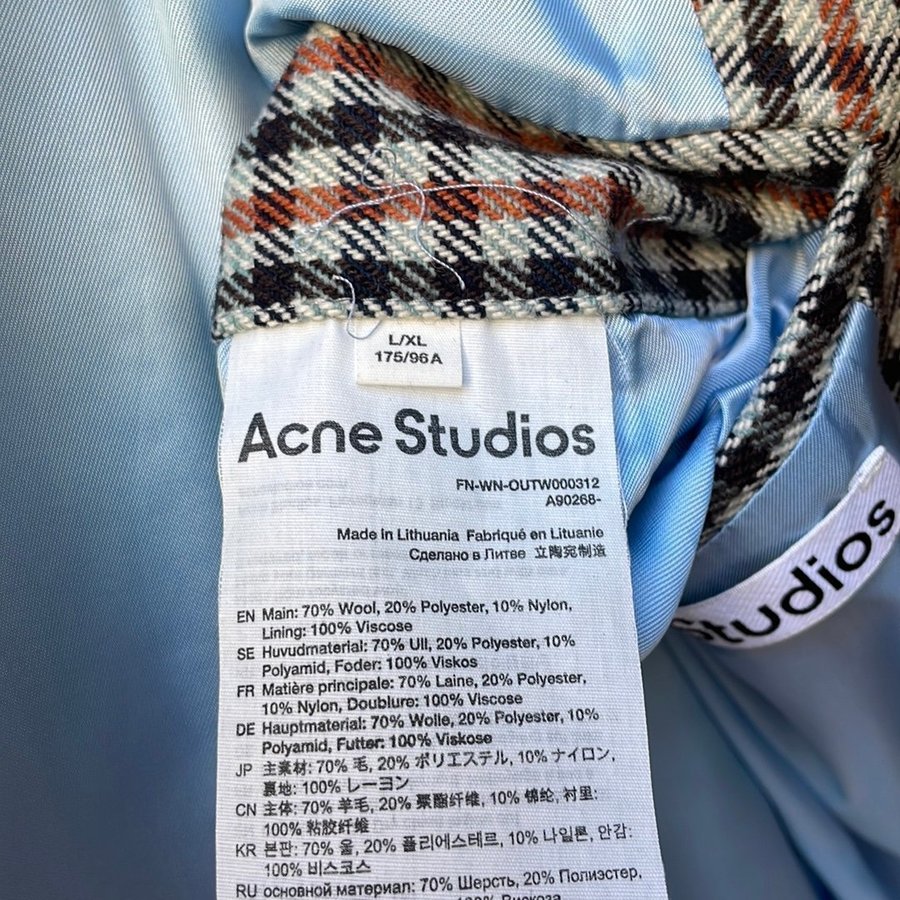 L/XL
175/96A
Acne Studios
FN-WN-OUTW000312
A90268-
Made in Lithuania Fabriqué en Lituanie
Сделано в Литве 立陶宛制造
EN Main: 70% Wool, 20% Polyester, 10% Nylon,
Lining: 100% Viscose
SE Huvudmaterial: 70% Ull, 20% Polyester, 10%
Polyamid, Foder: 100% Viskos
FR Matière principale: 70% Laine, 20% Polyester,
10% Nylon, Doublure: 100% Viscose
DE Hauptmaterial: 70% Wolle, 20% Polyester, 10%
Polyamid, Futter: 100% Viskose
JP 主素材: 70% 毛, 20% ポリエステル, 10% ナイロン,
裏地: 100% レーヨン
CN 主体: 70% 羊毛, 20% 聚酯纤维, 10% 锦纶, 衬里:
100% 粘胶纤维
KR 본판: 70% 울, 20% 폴리에스테르, 10% 나일론, 안감:
100% 비스코스
RU основной материал: 70% Шерсть, 20% Полиэстер,
100% Вискоза
Studios